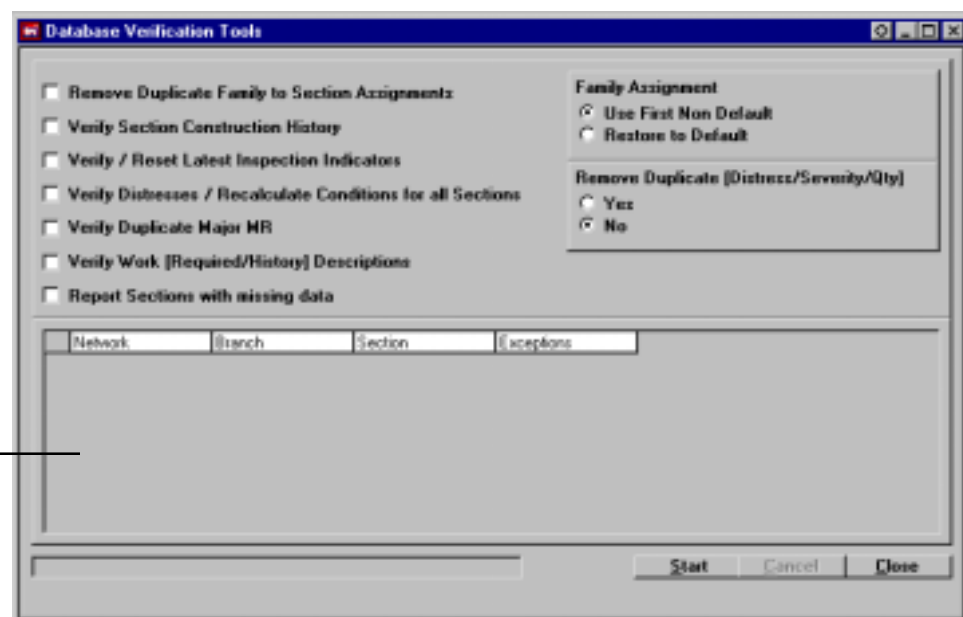 Database Verification Tools
Remove Duplicate Family to Section Assignments
Verify Section Construction History
Verify / Reset Latest Inspection Indicators
Verify Distresses / Recalculate Conditions for all Sections
Verify Duplicate Major MR
Verify Work [Required/History] Descriptions
Report Sections with missing data
Family Assignment
Use First Non Default
Restore to Default
Remove Duplicate [Distress/Severity/Qty]
Yes
No
Network Branch Section Exceptions
Start Cancel Close